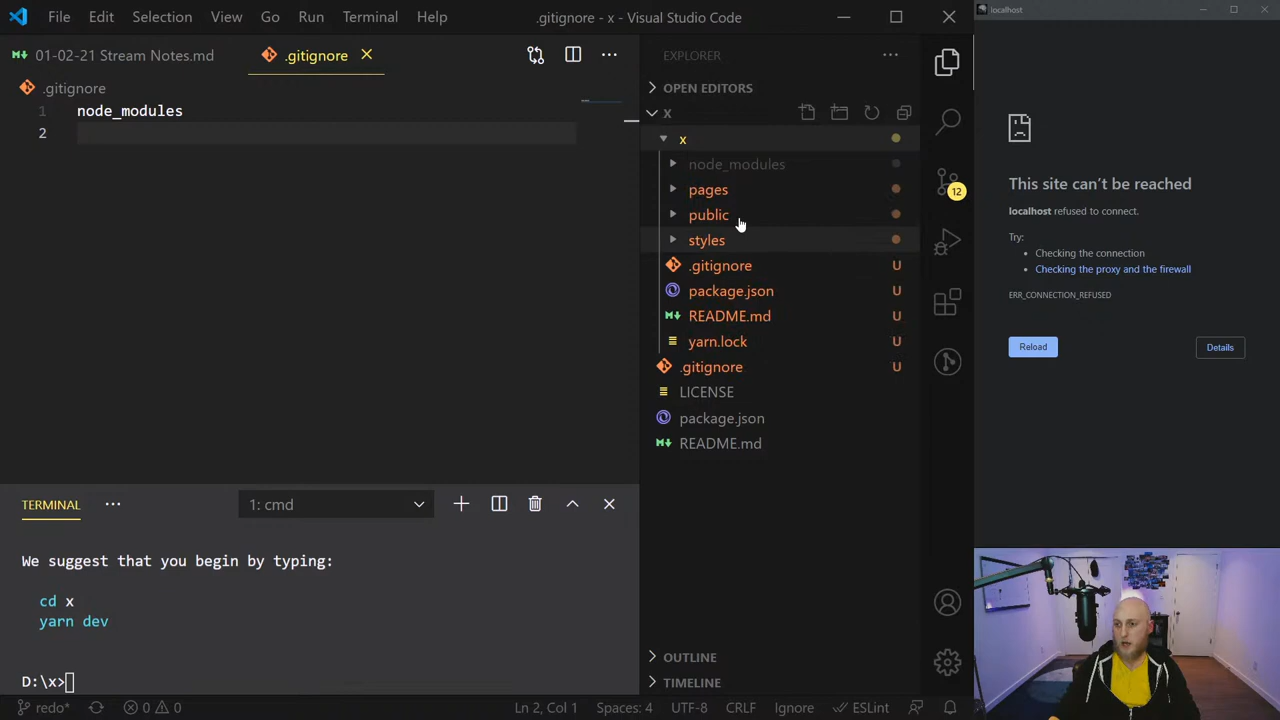 File Edit Selection View Go Run Terminal Help
.gitignore - x - Visual Studio Code
01-02-21 Stream Notes.md
.gitignore
.gitignore
1 node_modules
2
EXPLORER
OPEN EDITORS
X
x
node_modules
pages
public
styles
.gitignore U
package.json U
README.md U
yarn.lock U
.gitignore U
LICENSE
package.json
README.md
OUTLINE
TIMELINE
12
TERMINAL
1: cmd
We suggest that you begin by typing:
cd x
yarn dev
D:\x>
redo* 0 0 Ln 2, Col 1 Spaces: 4 UTF-8 CRLF Ignore ESLint
localhost
This site can’t be reached
localhost refused to connect.
Try:
Checking the connection
Checking the proxy and the firewall
ERR_CONNECTION_REFUSED
Reload
Details